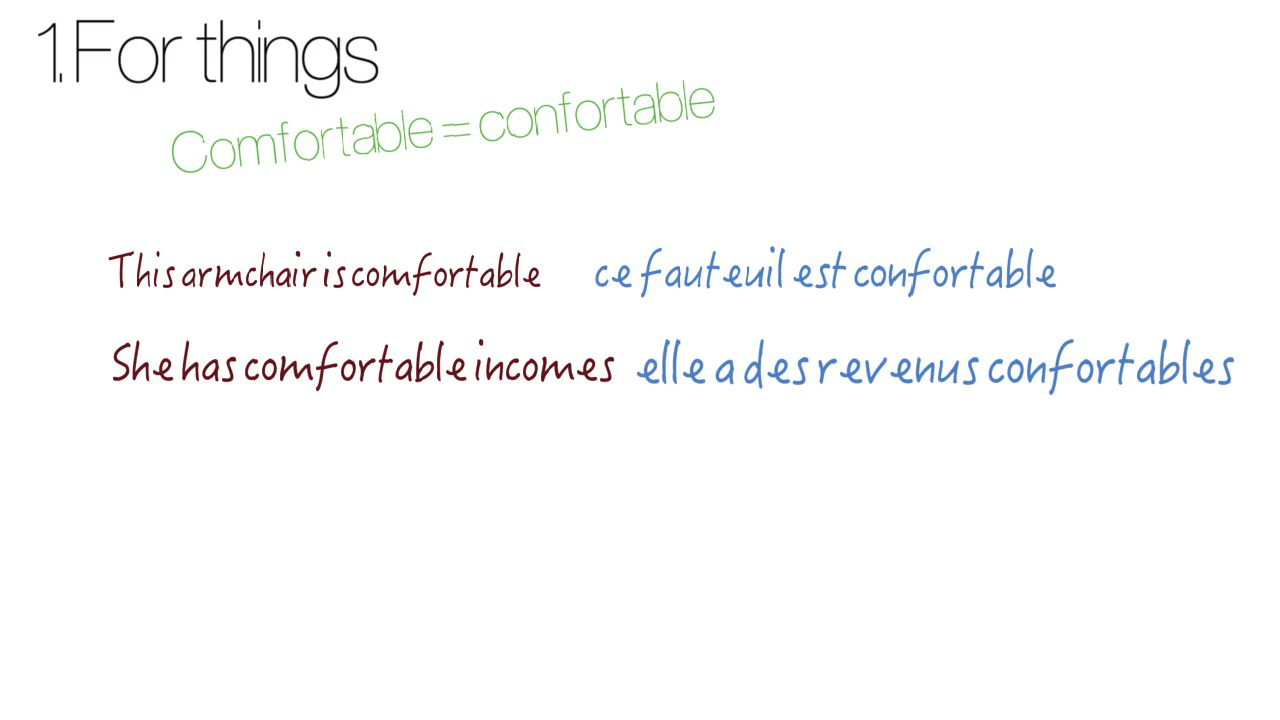 1.For things
Comfortable = confortable
This armchair is comfortable ce fauteuil est confortable
She has comfortable incomes elle a des revenus confortables